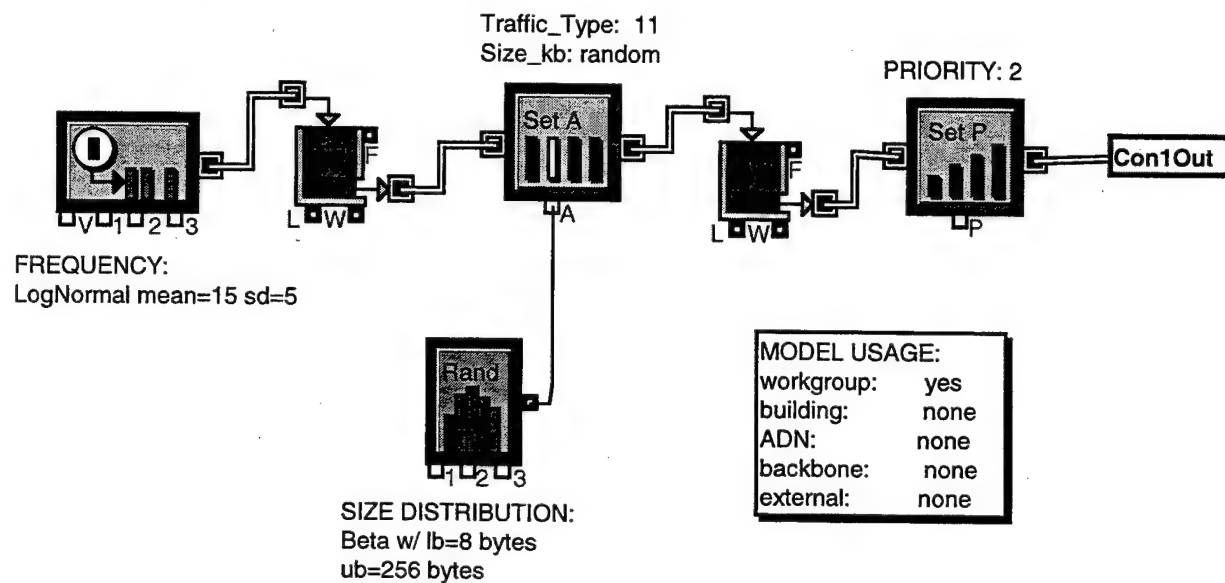 Traffic_Type: 11
Size_kb: random
PRIORITY: 2
Set A
Set P
F
F
Con1Out
V 1 2 3
L W
A
L W
P
FREQUENCY:
LogNormal mean=15 sd=5
Rand
1 2 3
SIZE DISTRIBUTION:
Beta w/ lb=8 bytes
ub=256 bytes
MODEL USAGE:
workgroup: yes
building: none
ADN: none
backbone: none
external: none